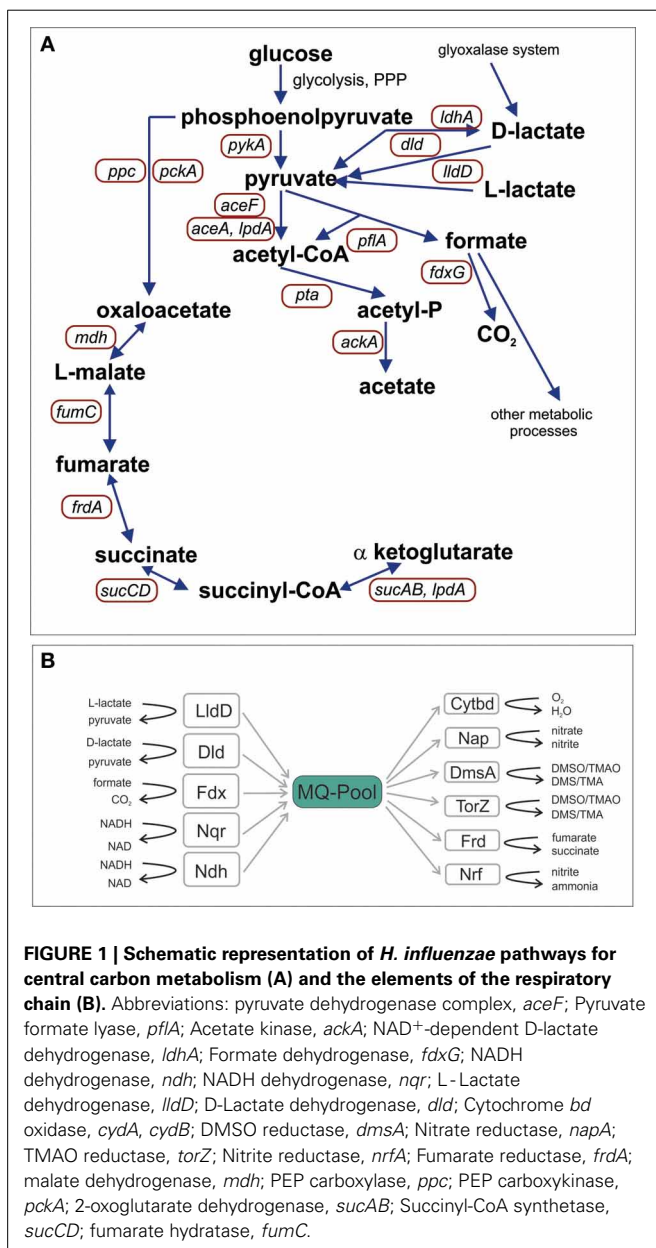 A
glucose
glyoxalase system
glycolysis, PPP
phosphoenolpyruvate
ldhA
D-lactate
ppc
pckA
pykA
dld
pyruvate
lldD
L-lactate
aceF
aceA, lpdA
pflA
formate
acetyl-CoA
fdxG
pta
oxaloacetate
acetyl-P
CO2
mdh
ackA
L-malate
acetate
fumC
other metabolic
processes
fumarate
frdA
succinate
α ketoglutarate
sucCD
succinyl-CoA
sucAB, lpdA
B
L-lactate
pyruvate
LldD
D-lactate
pyruvate
Dld
formate
CO2
Fdx
NADH
NAD
Nqr
NADH
NAD
Ndh
MQ-Pool
Cytbd
O2
H2O
Nap
nitrate
nitrite
DmsA
DMSO/TMAO
DMS/TMA
TorZ
DMSO/TMAO
DMS/TMA
Frd
fumarate
succinate
Nrf
nitrite
ammonia
FIGURE 1 | Schematic representation of H. influenzae pathways for
central carbon metabolism (A) and the elements of the respiratory
chain (B). Abbreviations: pyruvate dehydrogenase complex, aceF; Pyruvate
formate lyase, pflA; Acetate kinase, ackA; NAD+-dependent D-lactate
dehydrogenase, ldhA; Formate dehydrogenase, fdxG; NADH
dehydrogenase, ndh; NADH dehydrogenase, nqr; L-Lactate
dehydrogenase, lldD; D-Lactate dehydrogenase, dld; Cytochrome bd
oxidase, cydA, cydB; DMSO reductase, dmsA; Nitrate reductase, napA;
TMAO reductase, torZ; Nitrite reductase, nrfA; Fumarate reductase, frdA;
malate dehydrogenase, mdh; PEP carboxylase, ppc; PEP carboxykinase,
pckA; 2-oxoglutarate dehydrogenase, sucAB; Succinyl-CoA synthetase,
sucCD; fumarate hydratase, fumC.